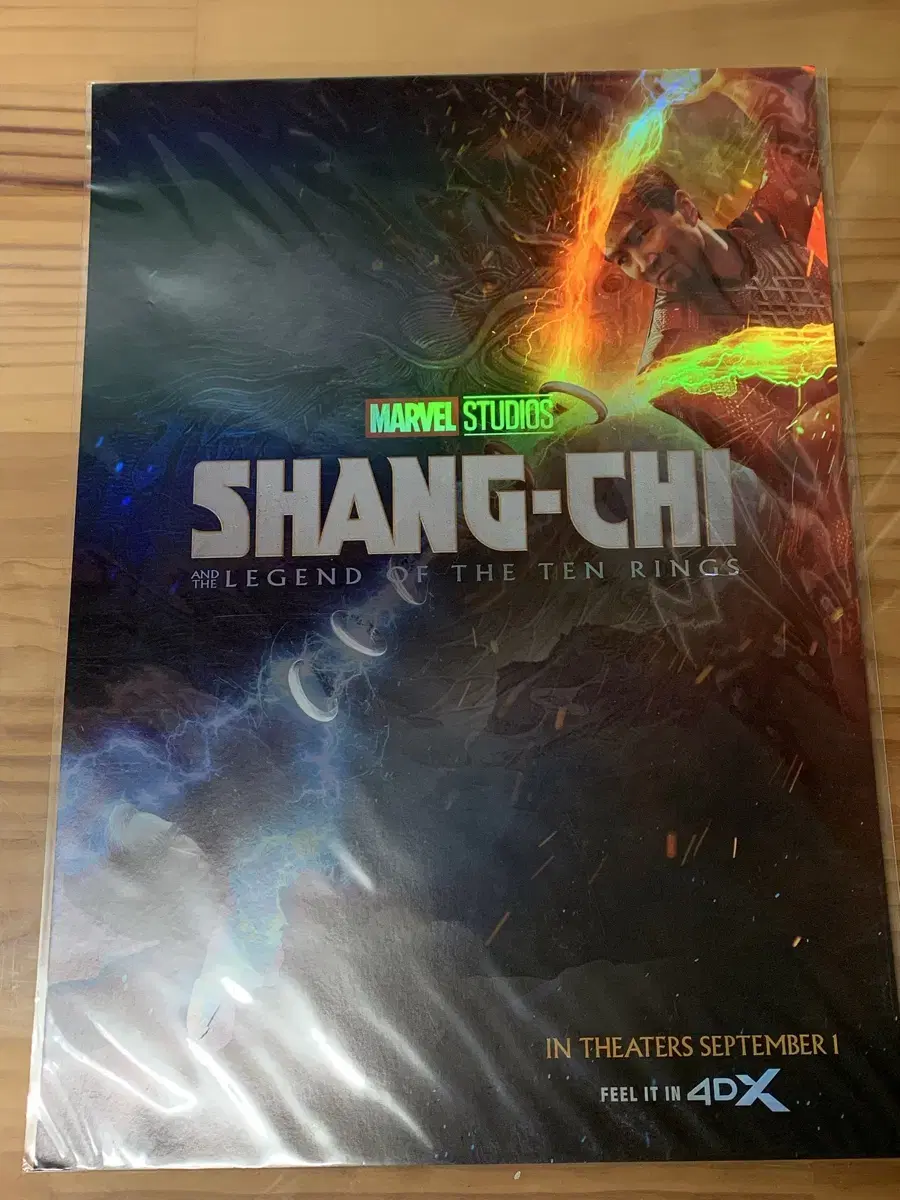 MARVEL STUDIOS
SHANG-CHI
AND THE LEGEND OF THE TEN RINGS
IN THEATERS SEPTEMBER 1
FEEL IT IN 4DX